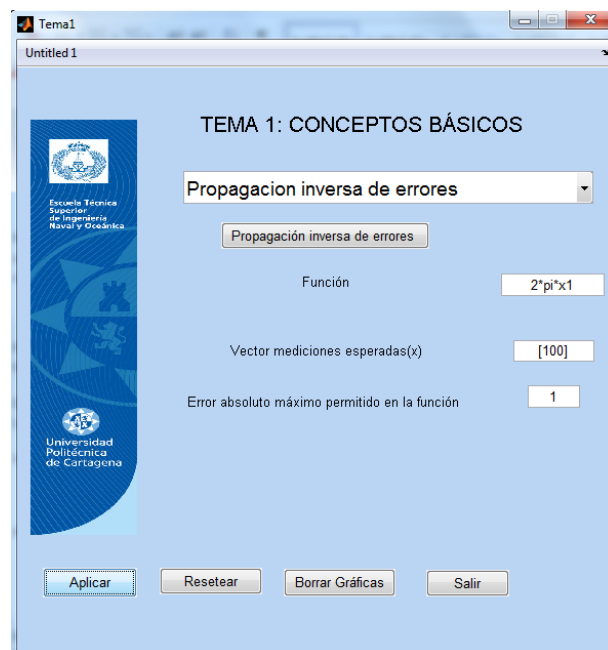 Tema1
Untitled 1
TEMA 1: CONCEPTOS BÁSICOS
Propagacion inversa de errores
Escuela Técnica
Superior
de Ingeniería
Naval y Oceánica
Propagación inversa de errores
Función
2*pi*x1
Vector mediciones esperadas(x)
[100]
Error absoluto máximo permitido en la función
1
Universidad
Politécnica
de Cartagena
Aplicar
Resetear
Borrar Gráficas
Salir